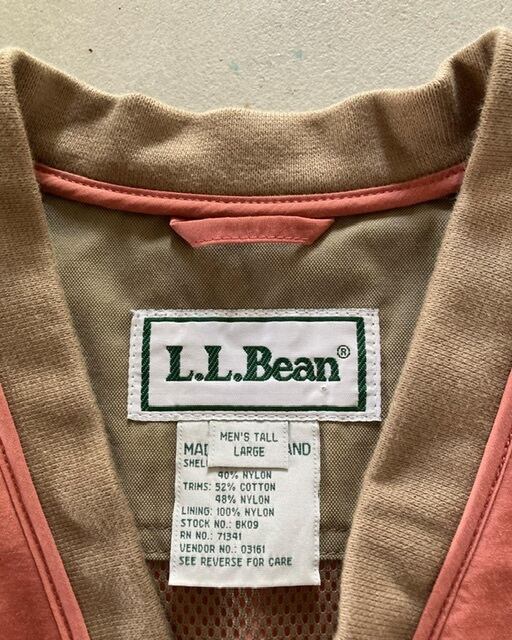 L.L.Bean®
MEN'S TALL
LARGE
40% NYLON
TRIMS: 52% COTTON
48% NYLON
LINING: 100% NYLON
STOCK NO.: BK09
RN NO.: 71341
VENDOR NO.: 03161
SEE REVERSE FOR CARE